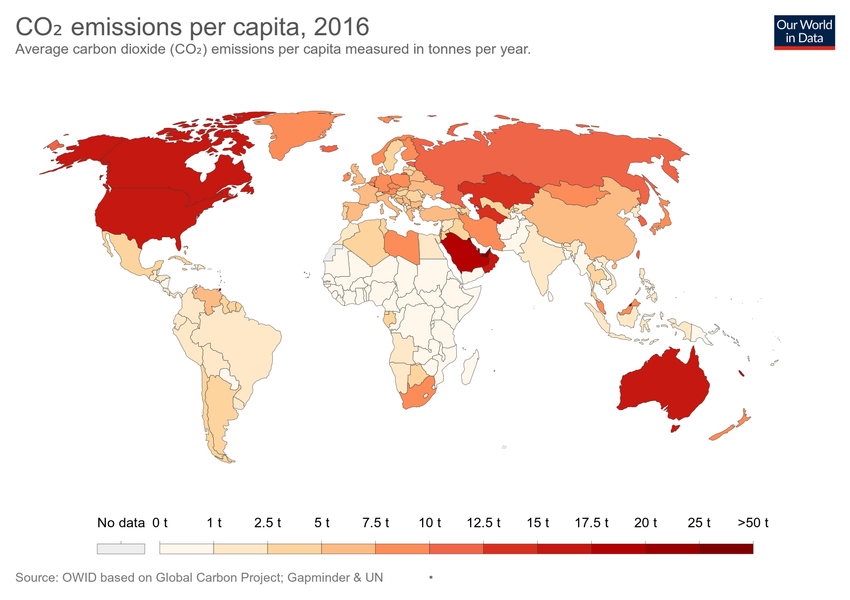 CO₂ emissions per capita, 2016
Average carbon dioxide (CO₂) emissions per capita measured in tonnes per year.
Our World
in Data
No data 0 t 1 t 2.5 t 5 t 7.5 t 10 t 12.5 t 15 t 17.5 t 20 t 25 t >50 t
Source: OWID based on Global Carbon Project; Gapminder & UN •